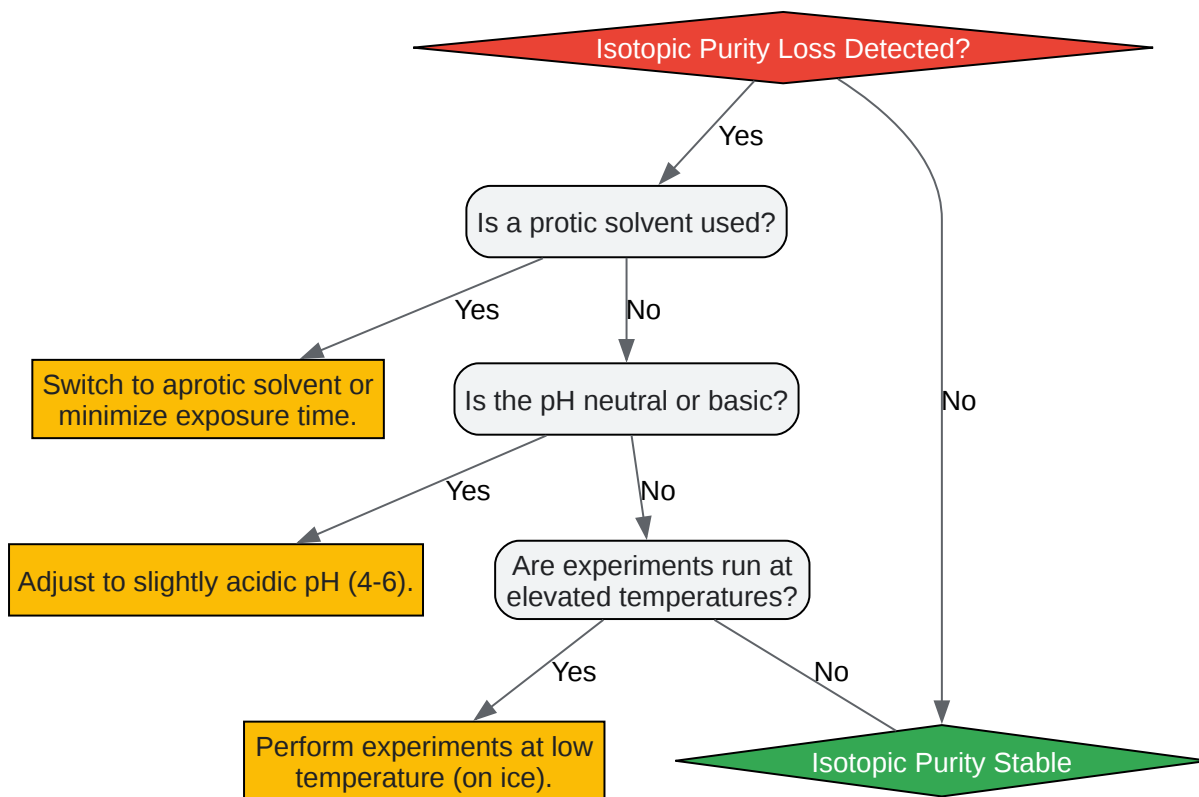 Isotopic Purity Loss Detected?
Yes
Is a protic solvent used?
Yes
No
Switch to aprotic solvent or
minimize exposure time.
Is the pH neutral or basic?
No
Yes
No
Adjust to slightly acidic pH (4-6).
Are experiments run at
elevated temperatures?
Yes
No
Perform experiments at low
temperature (on ice).
Isotopic Purity Stable